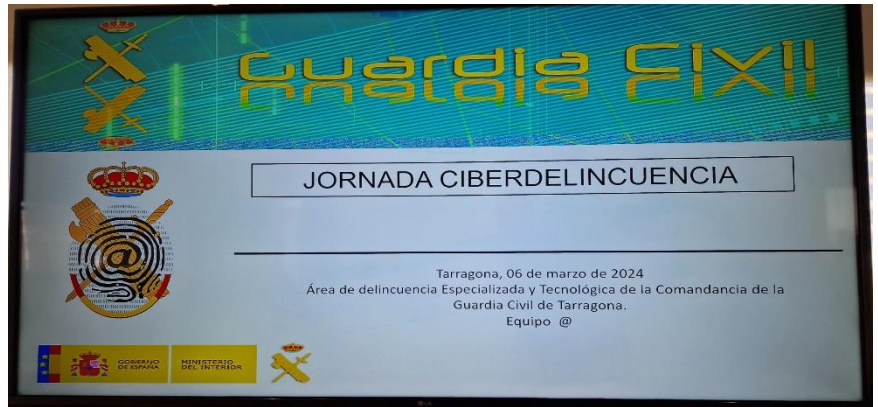 Guardia Civil
JORNADA CIBERDELINCUENCIA
Tarragona, 06 de marzo de 2024
Área de delincuencia Especializada y Tecnológica de la Comandancia de la
Guardia Civil de Tarragona.
Equipo @
@
GOBIERNO
DE ESPAÑA
MINISTERIO
DEL INTERIOR
LG